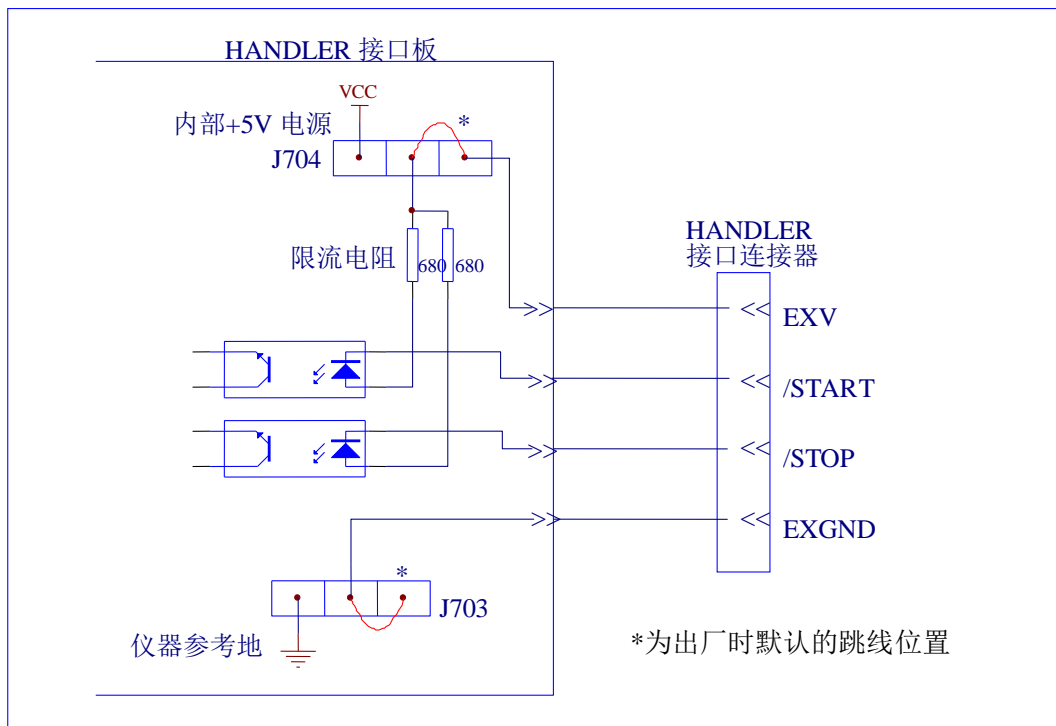 HANDLER 接口板
VCC
内部+5V 电源
*
J704
限流电阻
680
680
HANDLER
接口连接器
EXV
/START
/STOP
EXGND
*
J703
仪器参考地
*为出厂时默认的跳线位置